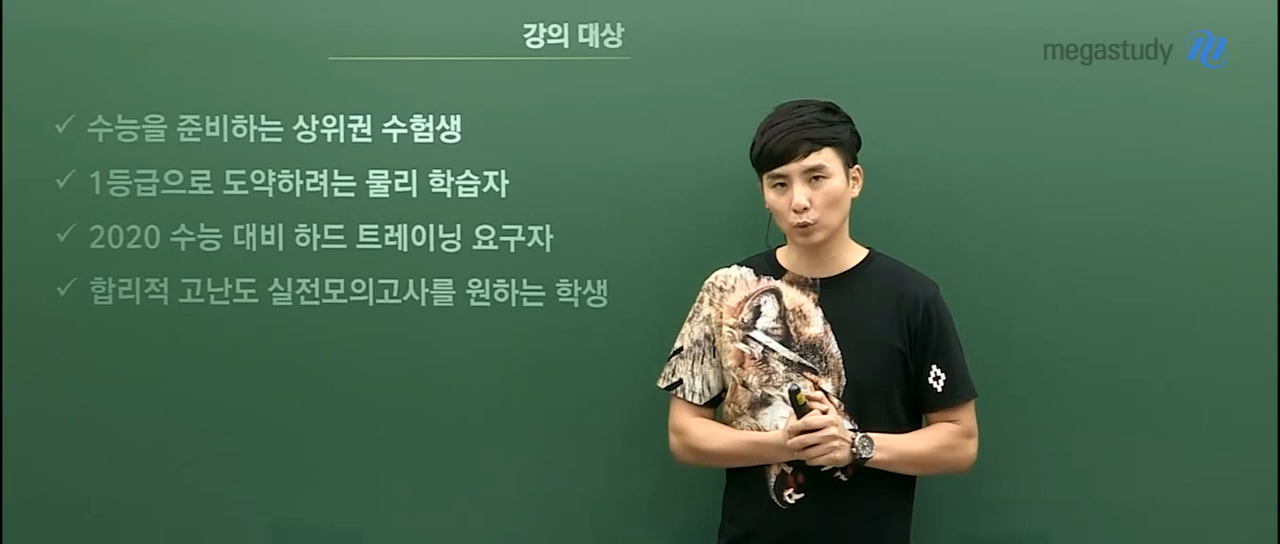 강의 대상
megastudy
✓ 수능을 준비하는 상위권 수험생
✓ 1등급으로 도약하려는 물리 학습자
✓ 2020 수능 대비 하드 트레이닝 요구자
✓ 합리적 고난도 실전모의고사를 원하는 학생